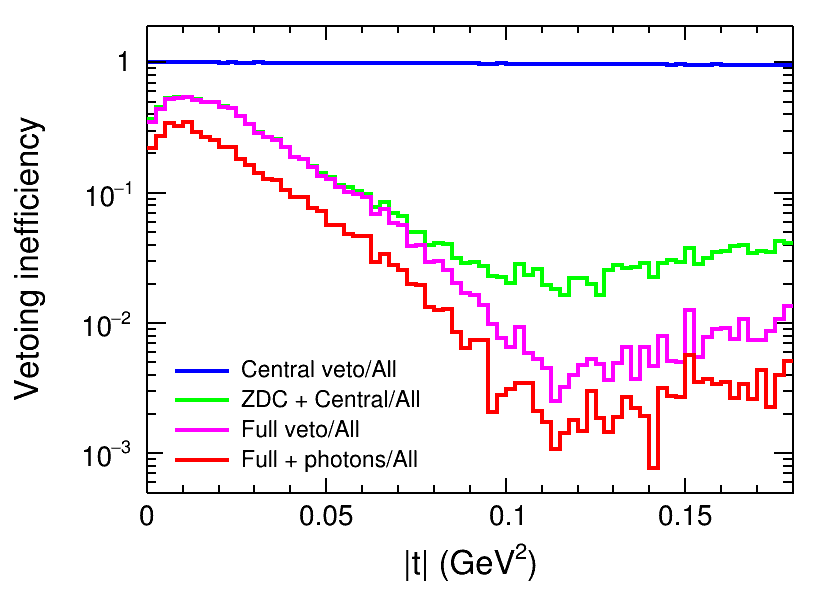 Vetoing inefficiency
1
10⁻¹
10⁻²
10⁻³
Central veto/All
ZDC + Central/All
Full veto/All
Full + photons/All
0 0.05 0.1 0.15
|t| (GeV²)